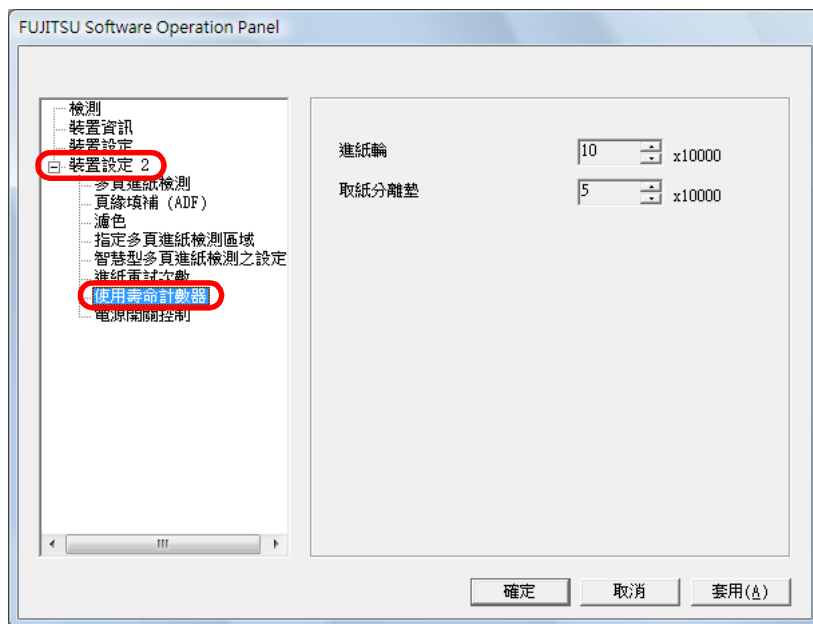 FUJITSU Software Operation Panel
檢測
裝置資訊
裝置設定
裝置設定 2
多頁進紙檢測
頁緣填補 (ADF)
濾色
指定多頁進紙檢測區域
智慧型多頁進紙檢測之設定
進紙重試次數
使用壽命計數器
電源開關控制
進紙輪 10 x10000
取紙分離墊 5 x10000
確定 取消 套用(A)